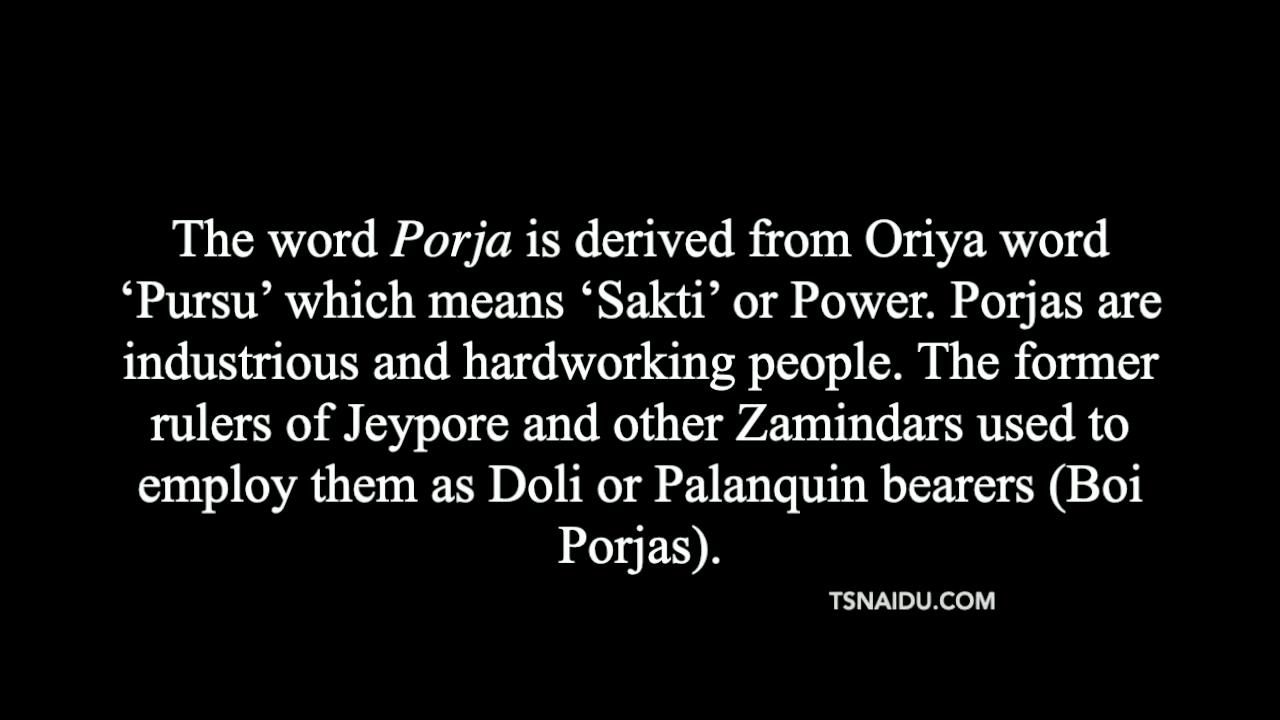 The word Porja is derived from Oriya word
‘Pursu’ which means ‘Sakti’ or Power. Porjas are
industrious and hardworking people. The former
rulers of Jeypore and other Zamindars used to
employ them as Doli or Palanquin bearers (Boi
Porjas).
TSNAIDU.COM